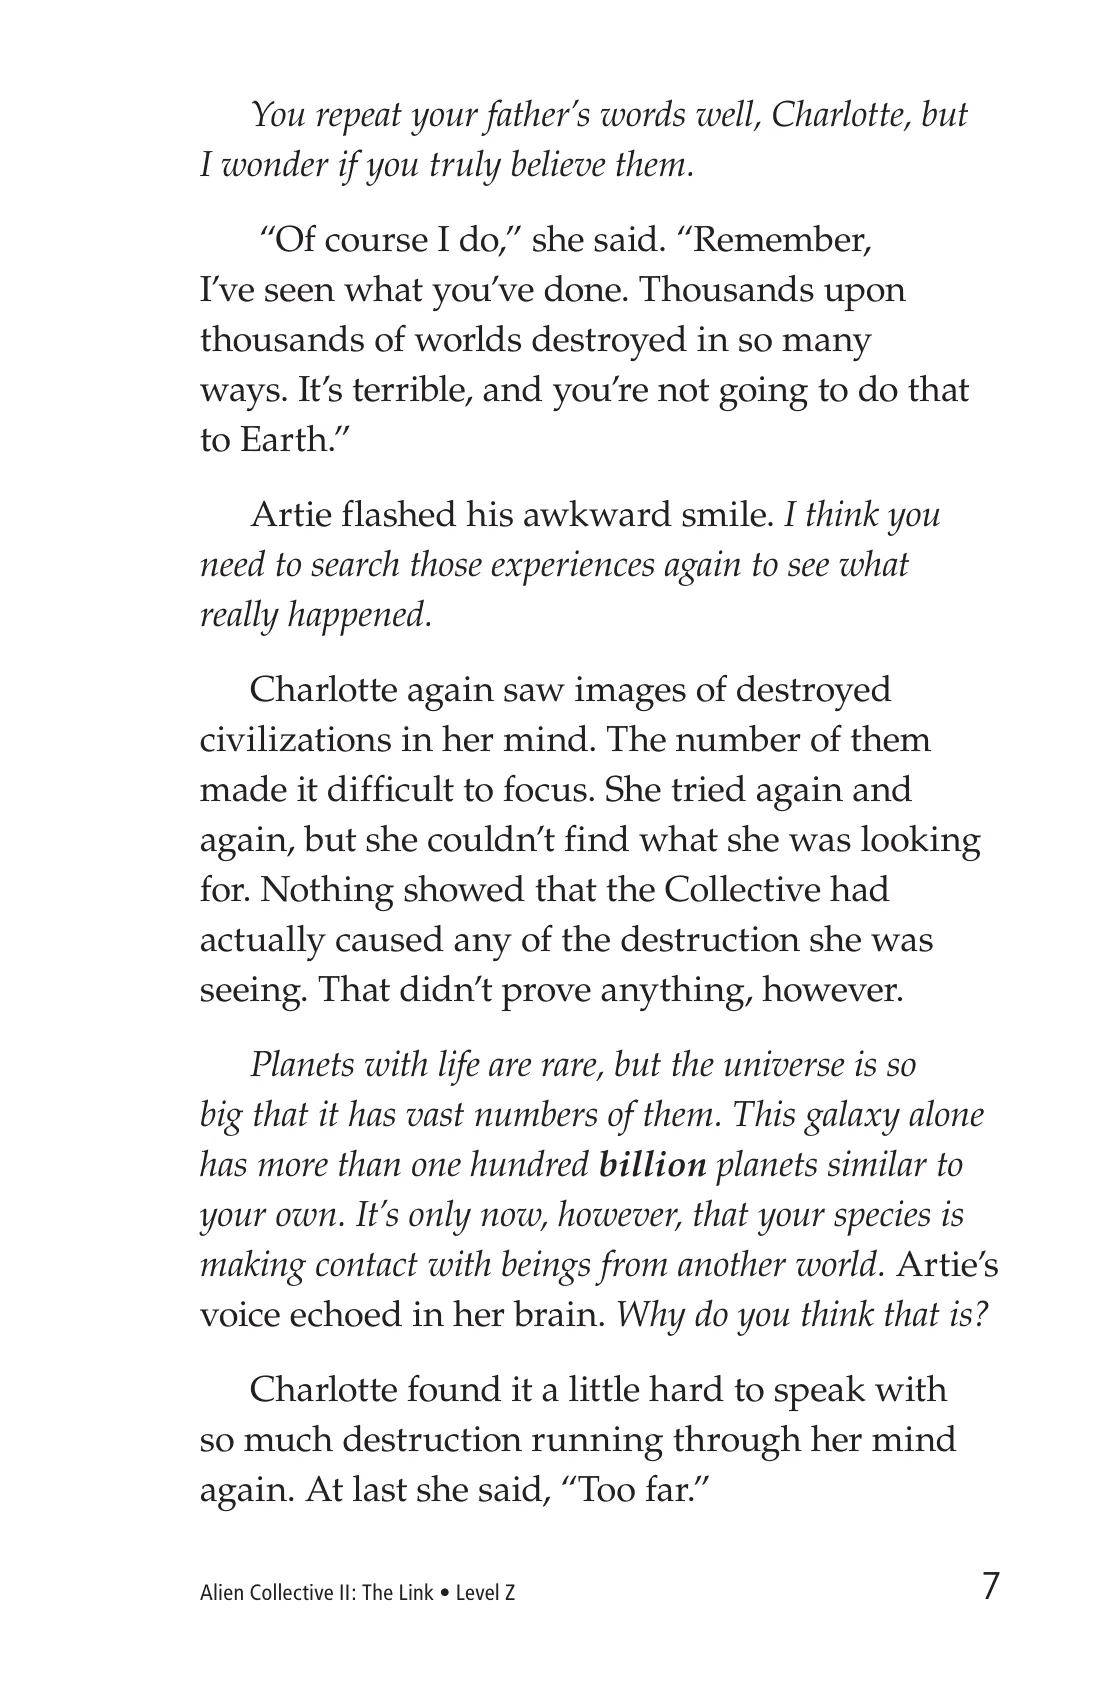 You repeat your father’s words well, Charlotte, but
I wonder if you truly believe them.
“Of course I do,” she said. “Remember,
I’ve seen what you’ve done. Thousands upon
thousands of worlds destroyed in so many
ways. It’s terrible, and you’re not going to do that
to Earth.”
Artie flashed his awkward smile. I think you
need to search those experiences again to see what
really happened.
Charlotte again saw images of destroyed
civilizations in her mind. The number of them
made it difficult to focus. She tried again and
again, but she couldn’t find what she was looking
for. Nothing showed that the Collective had
actually caused any of the destruction she was
seeing. That didn’t prove anything, however.
Planets with life are rare, but the universe is so
big that it has vast numbers of them. This galaxy alone
has more than one hundred billion planets similar to
your own. It’s only now, however, that your species is
making contact with beings from another world. Artie’s
voice echoed in her brain. Why do you think that is?
Charlotte found it a little hard to speak with
so much destruction running through her mind
again. At last she said, “Too far.”
Alien Collective II: The Link • Level Z
7